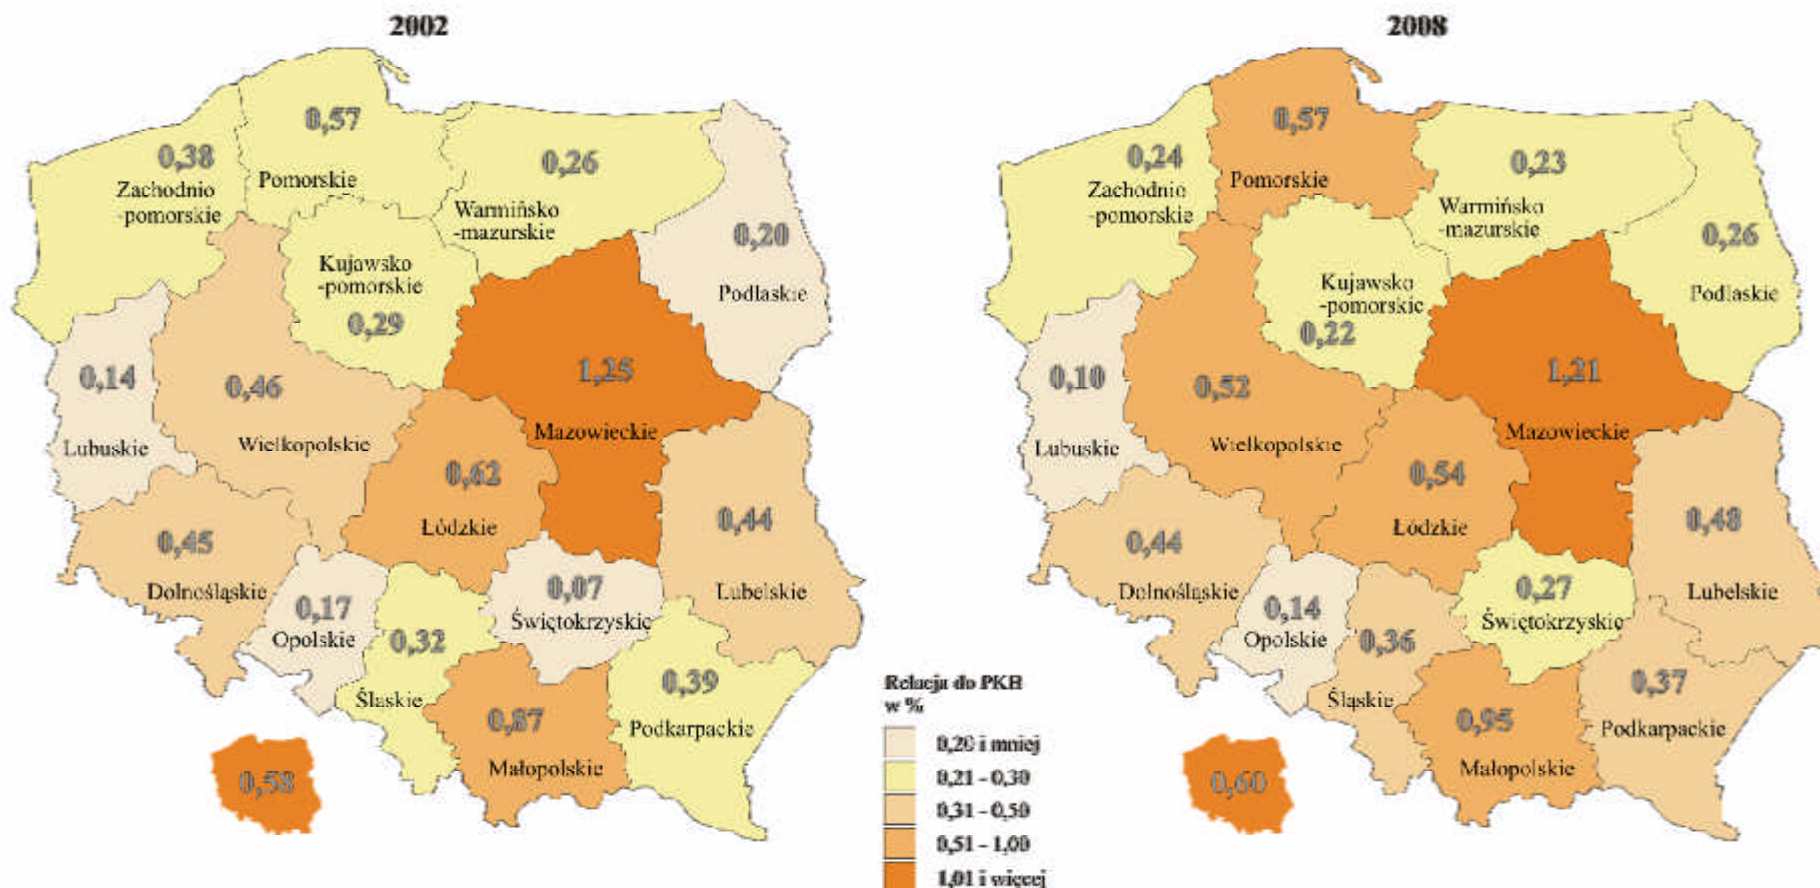 2002
0,57
0,38
Zachodnio
-pomorskie
Pomorskie
0,26
Warmińsko
-mazurskie
0,20
Podlaskie
Kujawsko
-pomorskie
0,29
0,14
Lubuskie
0,46
Wielkopolskie
1,25
Mazowieckie
0,62
Łódzkie
0,44
Lubelskie
0,45
Dolnośląskie
0,17
Opolskie
0,32
Śląskie
0,07
Świętokrzyskie
0,87
Małopolskie
0,39
Podkarpackie
0,58
2008
0,57
Pomorskie
0,24
Zachodnio
-pomorskie
0,23
Warmińsko
-mazurskie
0,26
Podlaskie
Kujawsko
-pomorskie
0,22
0,10
Lubuskie
0,52
Wielkopolskie
1,21
Mazowieckie
0,54
Łódzkie
0,48
Lubelskie
0,44
Dolnośląskie
0,14
Opolskie
0,36
Śląskie
0,27
Świętokrzyskie
0,95
Małopolskie
0,37
Podkarpackie
0,60
Relacja do PKB
w %
0,20 i mniej
0,21 - 0,30
0,31 - 0,50
0,51 - 1,00
1,01 i więcej